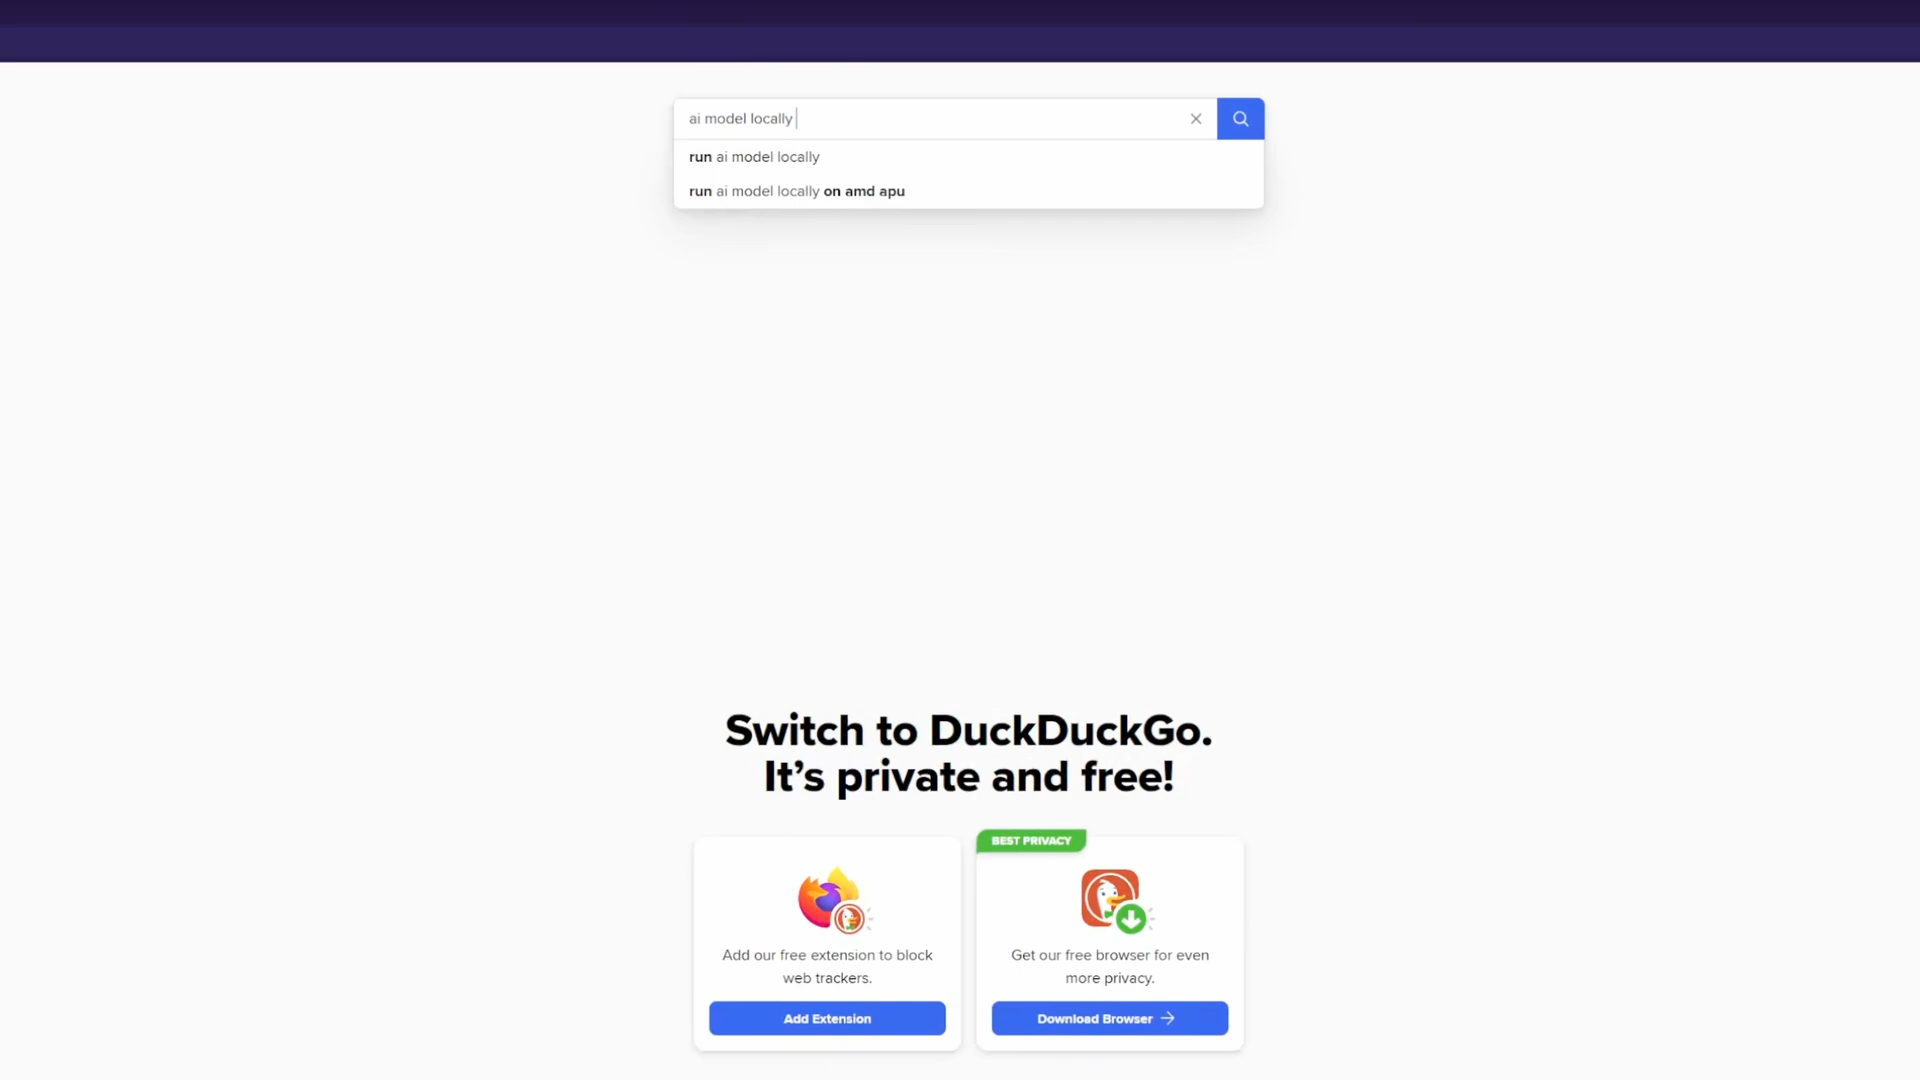 ai model locally
run ai model locally
run ai model locally on amd apu
Switch to DuckDuckGo.
It’s private and free!
BEST PRIVACY
Add our free extension to block
web trackers.
Add Extension
Get our free browser for even
more privacy.
Download Browser